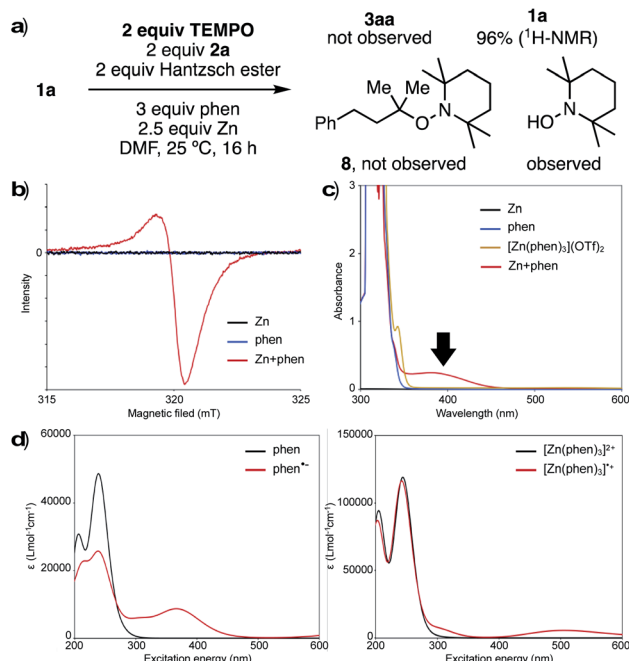 a)
2 equiv TEMPO
2 equiv 2a
2 equiv Hantzsch ester
1a
3 equiv phen
2.5 equiv Zn
DMF, 25 ºC, 16 h
3aa
not observed
1a
96% (¹H-NMR)
Me
Me
Ph
O
N
HO
N
8, not observed
observed
b)
Intensity
0
Zn
phen
Zn+phen
315
320
325
Magnetic filed (mT)
c)
Absorbance
3
2
1
0
Zn
phen
[Zn(phen)₃](OTf)₂
Zn+phen
300
400
500
600
Wavelength (nm)
d)
ε (Lmol⁻¹cm⁻¹)
60000
40000
20000
0
phen
phen•⁻
200
300
400
500
600
Excitation energy (nm)
ε (Lmol⁻¹cm⁻¹)
150000
100000
50000
0
[Zn(phen)₃]²⁺
[Zn(phen)₃]•⁺
200
300
400
500
600
Excitation energy (nm)